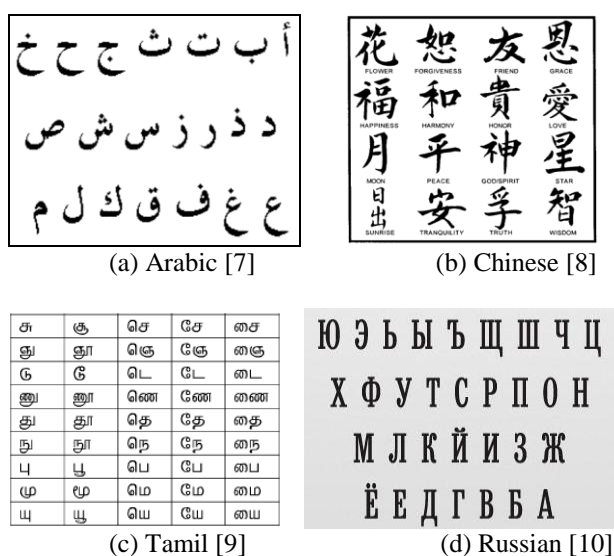 أ ب ت ث ج ح خ
د ذ ر ز س ش ص
ع غ ف ق ك ل م
(a) Arabic [7]
花 恕 友 恩
FLOWER FORGIVENESS FRIEND GRACE
福 和 貴 愛
HAPPINESS HARMONY HONOR LOVE
月 平 神 星
MOON PEACE GOD/SPIRIT STAR
日出 安 孚 智
SUNRISE TRANQUILITY TRUTH WISDOM
(b) Chinese [8]
சு சூ செ சே சை
ஞு ஞூ ஞெ ஞே ஞை
டு டூ டெ டே டை
ணு ணூ ணெ ணே ணை
து தூ தெ தே தை
நு நூ நெ நே நை
பு பூ பெ பே பை
மு மூ மெ மே மை
யு யூ யெ யே யை
(c) Tamil [9]
Ю Э Ь Ы Ъ Щ Ш Ч Ц
Х Ф У Т С Р П О Н
М Л К Й И З Ж
Ё Е Д Г В Б А
(d) Russian [10]